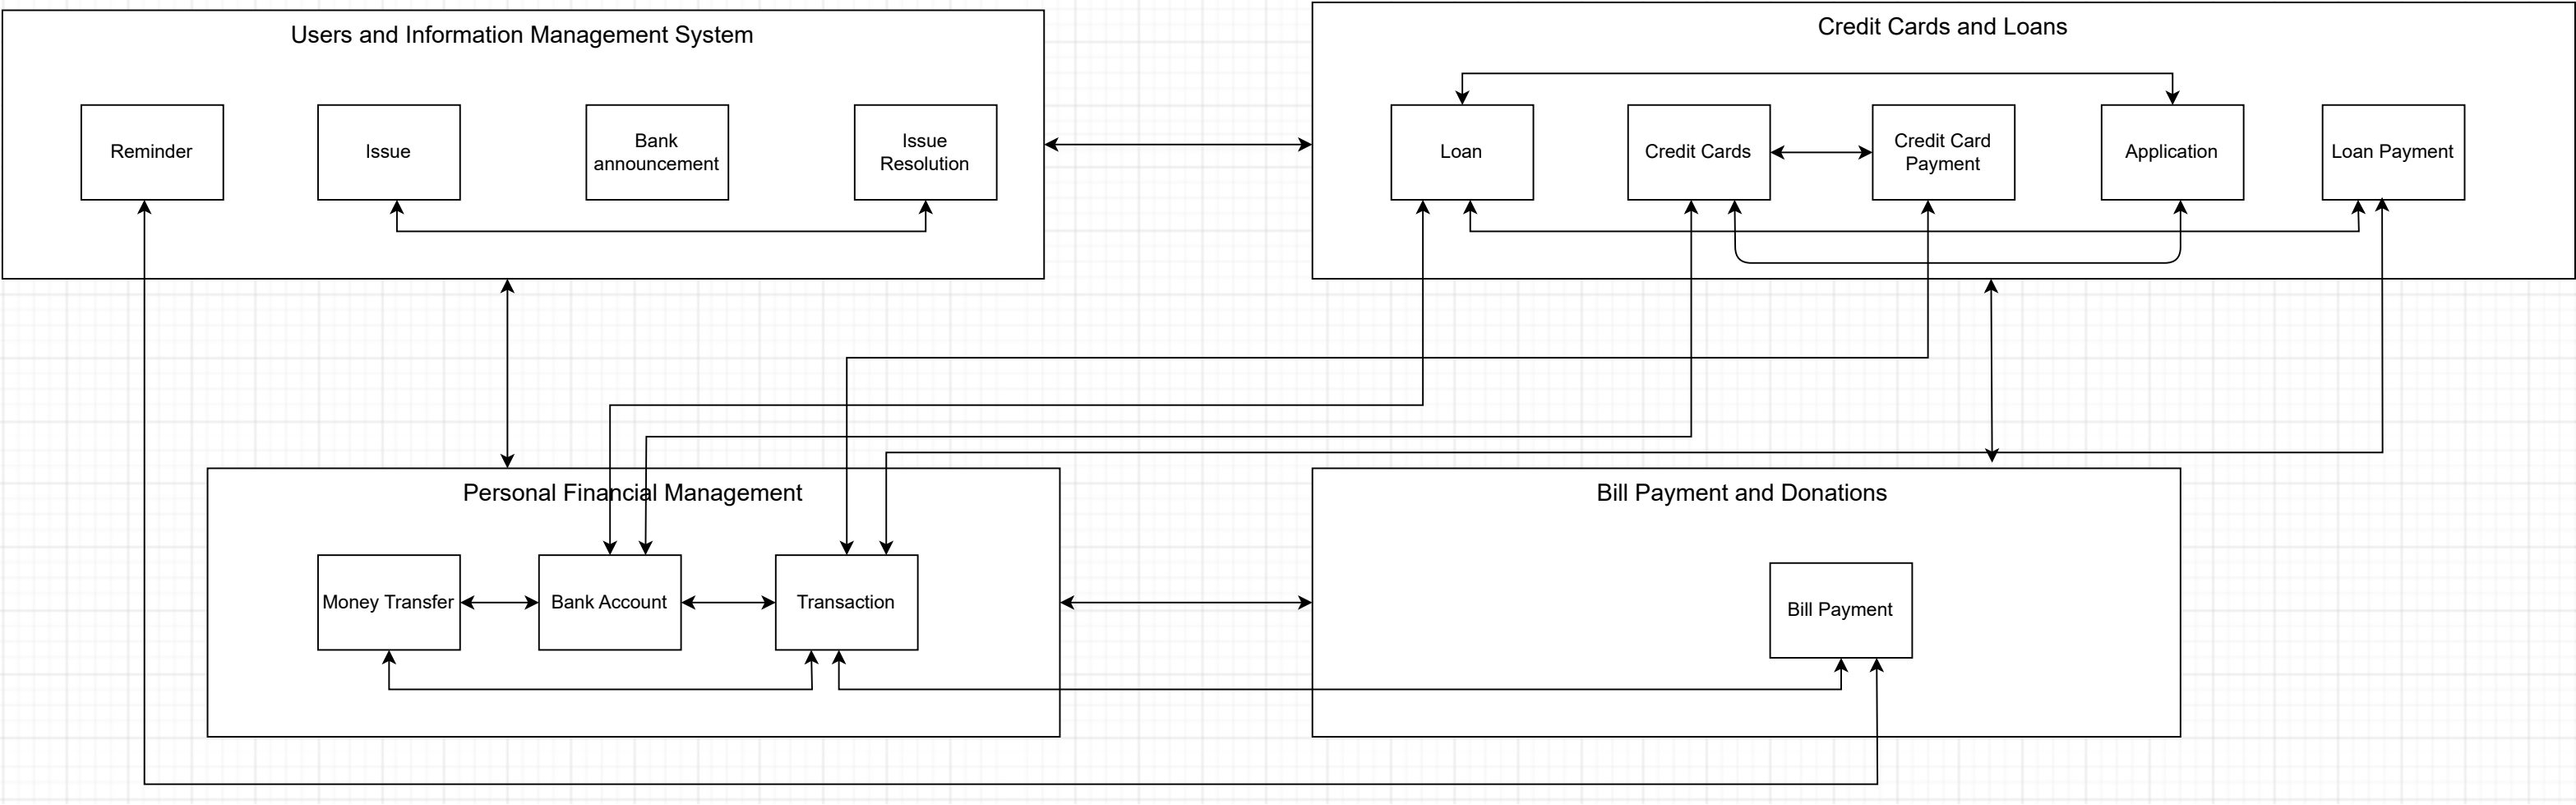 Users and Information Management System
Credit Cards and Loans
Reminder
Issue
Bank
announcement
Issue
Resolution
Loan
Credit Cards
Credit Card
Payment
Application
Loan Payment
Personal Financial Management
Bill Payment and Donations
Money Transfer
Bank Account
Transaction
Bill Payment